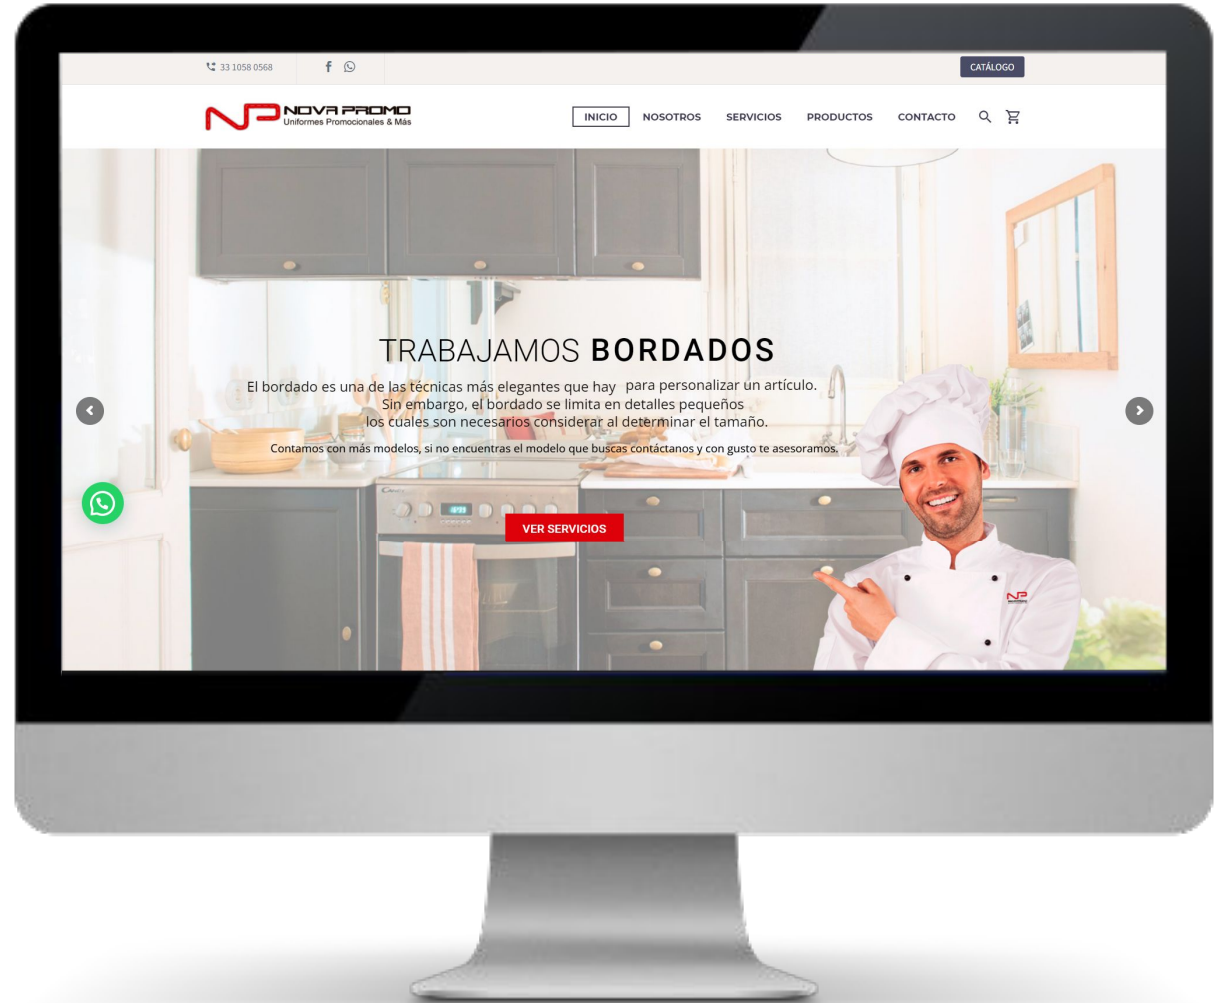 33 1058 0568
CATÁLOGO
NP NOVA PROMO
Uniformes Promocionales & Más
INICIO NOSOTROS SERVICIOS PRODUCTOS CONTACTO
TRABAJAMOS BORDADOS
El bordado es una de las técnicas más elegantes que hay para personalizar un artículo.
Sin embargo, el bordado se limita en detalles pequeños
los cuales son necesarios considerar al determinar el tamaño.
Contamos con más modelos, si no encuentras el modelo que buscas contáctanos y con gusto te asesoramos.
VER SERVICIOS
NP